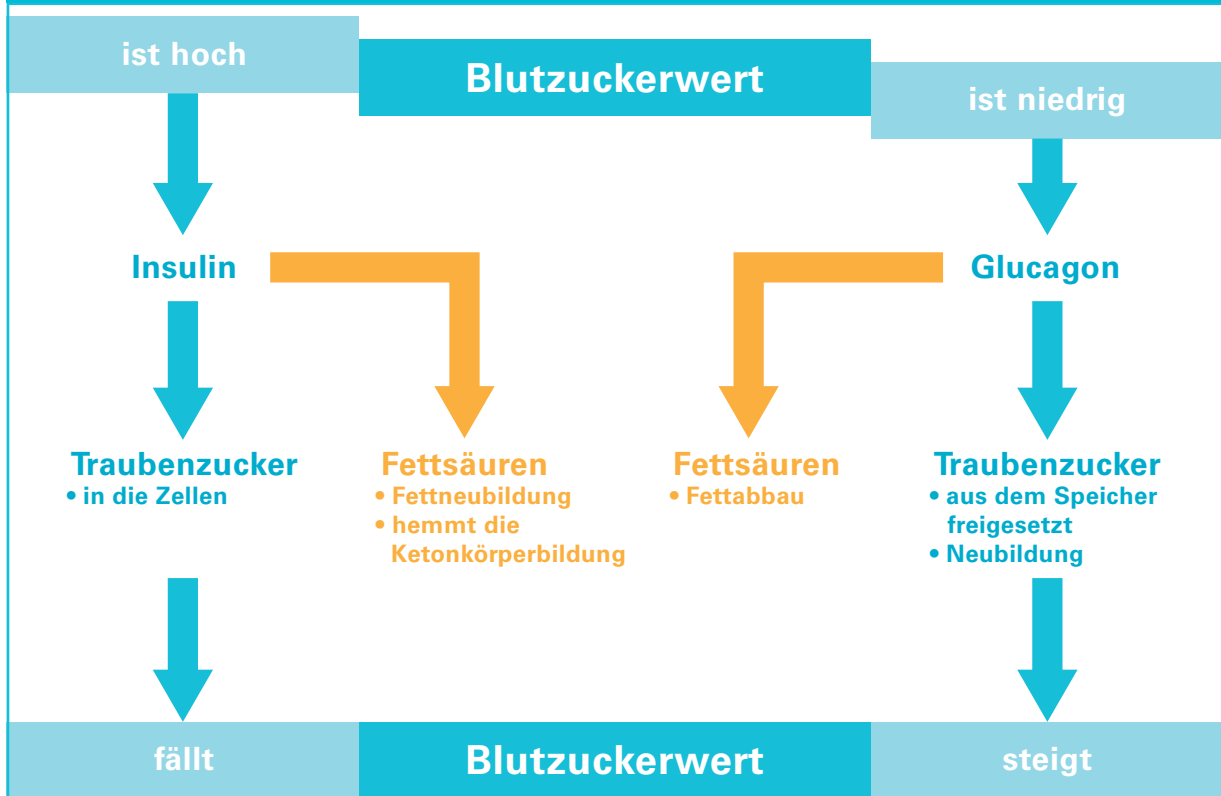 ist hoch
Blutzuckerwert
ist niedrig
Insulin
Glucagon
Traubenzucker
• in die Zellen
Fettsäuren
• Fettneubildung
• hemmt die
Ketonkörperbildung
Fettsäuren
• Fettabbau
Traubenzucker
• aus dem Speicher
freigesetzt
• Neubildung
fällt
Blutzuckerwert
steigt